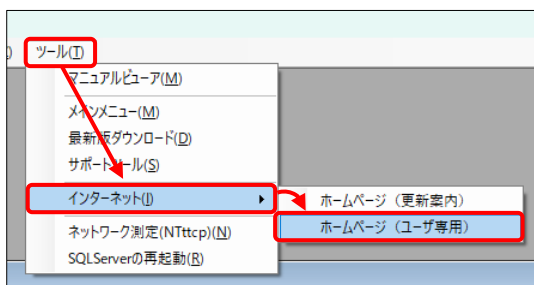 ツール(T)
マニュアルビューア(M)
メインメニュー(M)
最新版ダウンロード(D)
サポートツール(S)
インターネット(I)
ホームページ（更新案内）
ホームページ（ユーザ専用）
ネットワーク測定(NTttcp)(N)
SQLServerの再起動(R)